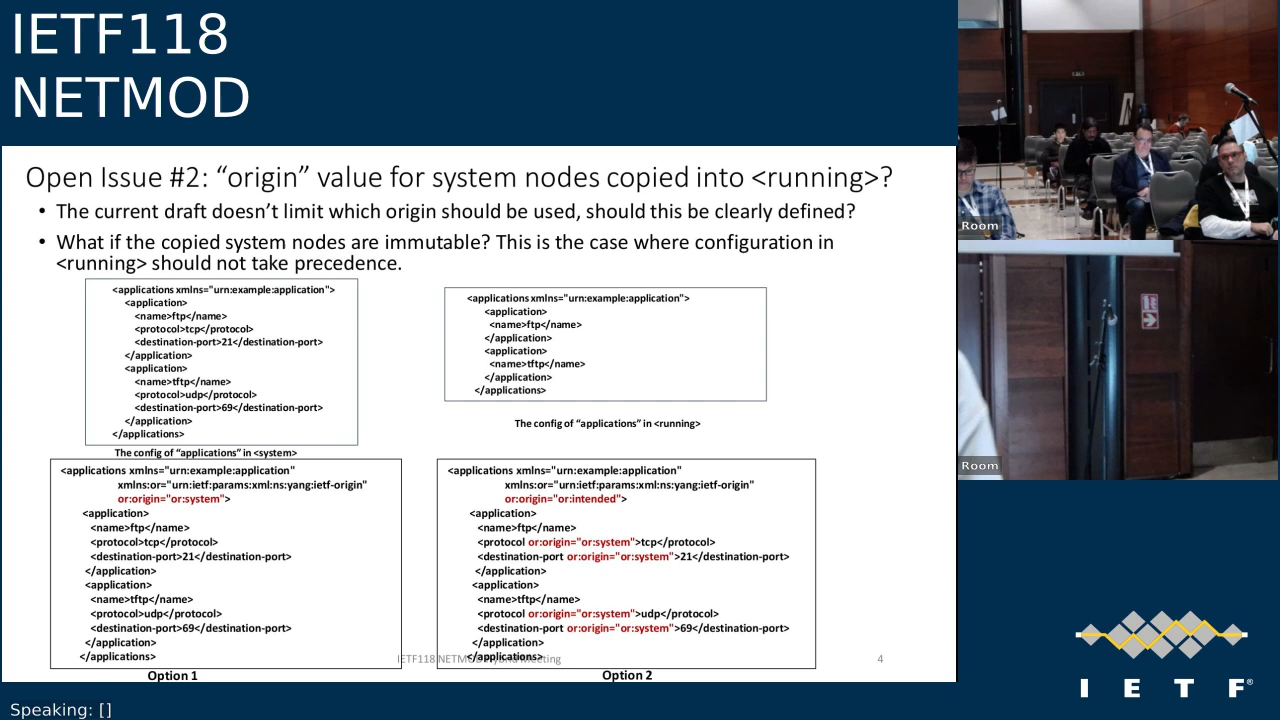 IETF118
NETMOD
Open Issue #2: “origin” value for system nodes copied into <running>?
• The current draft doesn’t limit which origin should be used, should this be clearly defined?
• What if the copied system nodes are immutable? This is the case where configuration in
<running> should not take precedence.
<applications xmlns="urn:example:application">
<application>
<name>ftp</name>
<protocol>tcp</protocol>
<destination-port>21</destination-port>
</application>
<application>
<name>tftp</name>
<protocol>udp</protocol>
<destination-port>69</destination-port>
</application>
</applications>
The config of “applications” in <system>
<applications xmlns="urn:example:application">
<application>
<name>ftp</name>
</application>
<application>
<name>tftp</name>
</application>
</applications>
The config of “applications” in <running>
<applications xmlns="urn:example:application"
xmlns:or="urn:ietf:params:xml:ns:yang:ietf-origin"
or:origin="or:system">
<application>
<name>ftp</name>
<protocol>tcp</protocol>
<destination-port>21</destination-port>
</application>
<application>
<name>tftp</name>
<protocol>udp</protocol>
<destination-port>69</destination-port>
</application>
</applications>
Option 1
<applications xmlns="urn:example:application"
xmlns:or="urn:ietf:params:xml:ns:yang:ietf-origin"
or:origin="or:intended">
<application>
<name>ftp</name>
<protocol or:origin="or:system">tcp</protocol>
<destination-port or:origin="or:system">21</destination-port>
</application>
<application>
<name>tftp</name>
<protocol or:origin="or:system">udp</protocol>
<destination-port or:origin="or:system">69</destination-port>
</application>
</applications>
Option 2
IETF118 NETMOD Hybrid Meeting
4
Room
Room
I E T F®
Speaking: []